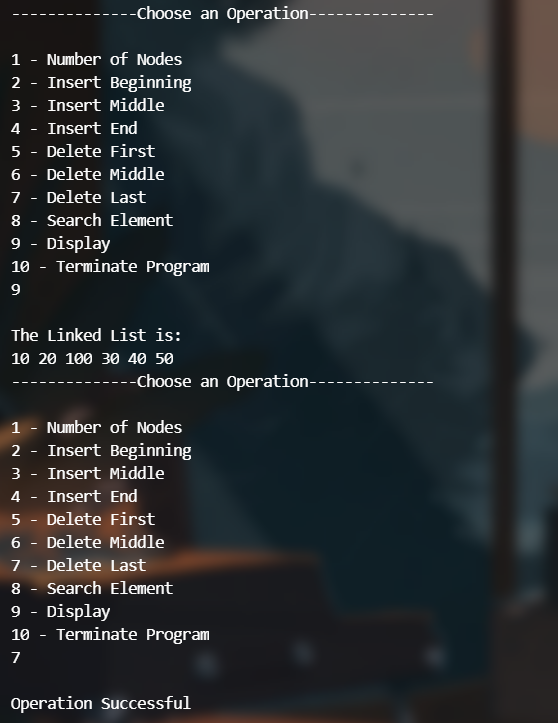 --------------Choose an Operation--------------
1 - Number of Nodes
2 - Insert Beginning
3 - Insert Middle
4 - Insert End
5 - Delete First
6 - Delete Middle
7 - Delete Last
8 - Search Element
9 - Display
10 - Terminate Program
9
The Linked List is:
10 20 100 30 40 50
--------------Choose an Operation--------------
1 - Number of Nodes
2 - Insert Beginning
3 - Insert Middle
4 - Insert End
5 - Delete First
6 - Delete Middle
7 - Delete Last
8 - Search Element
9 - Display
10 - Terminate Program
7
Operation Successful